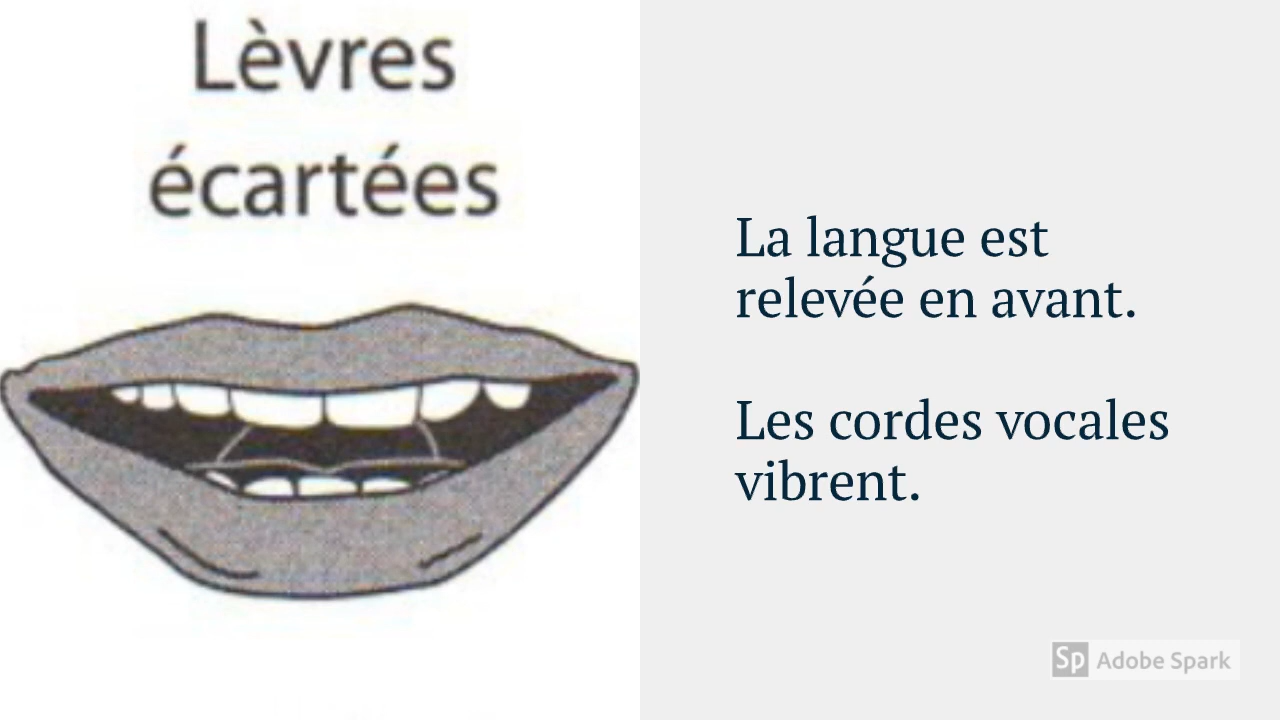 Lèvres
écartées
La langue est
relevée en avant.
Les cordes vocales
vibrent.
Sp Adobe Spark